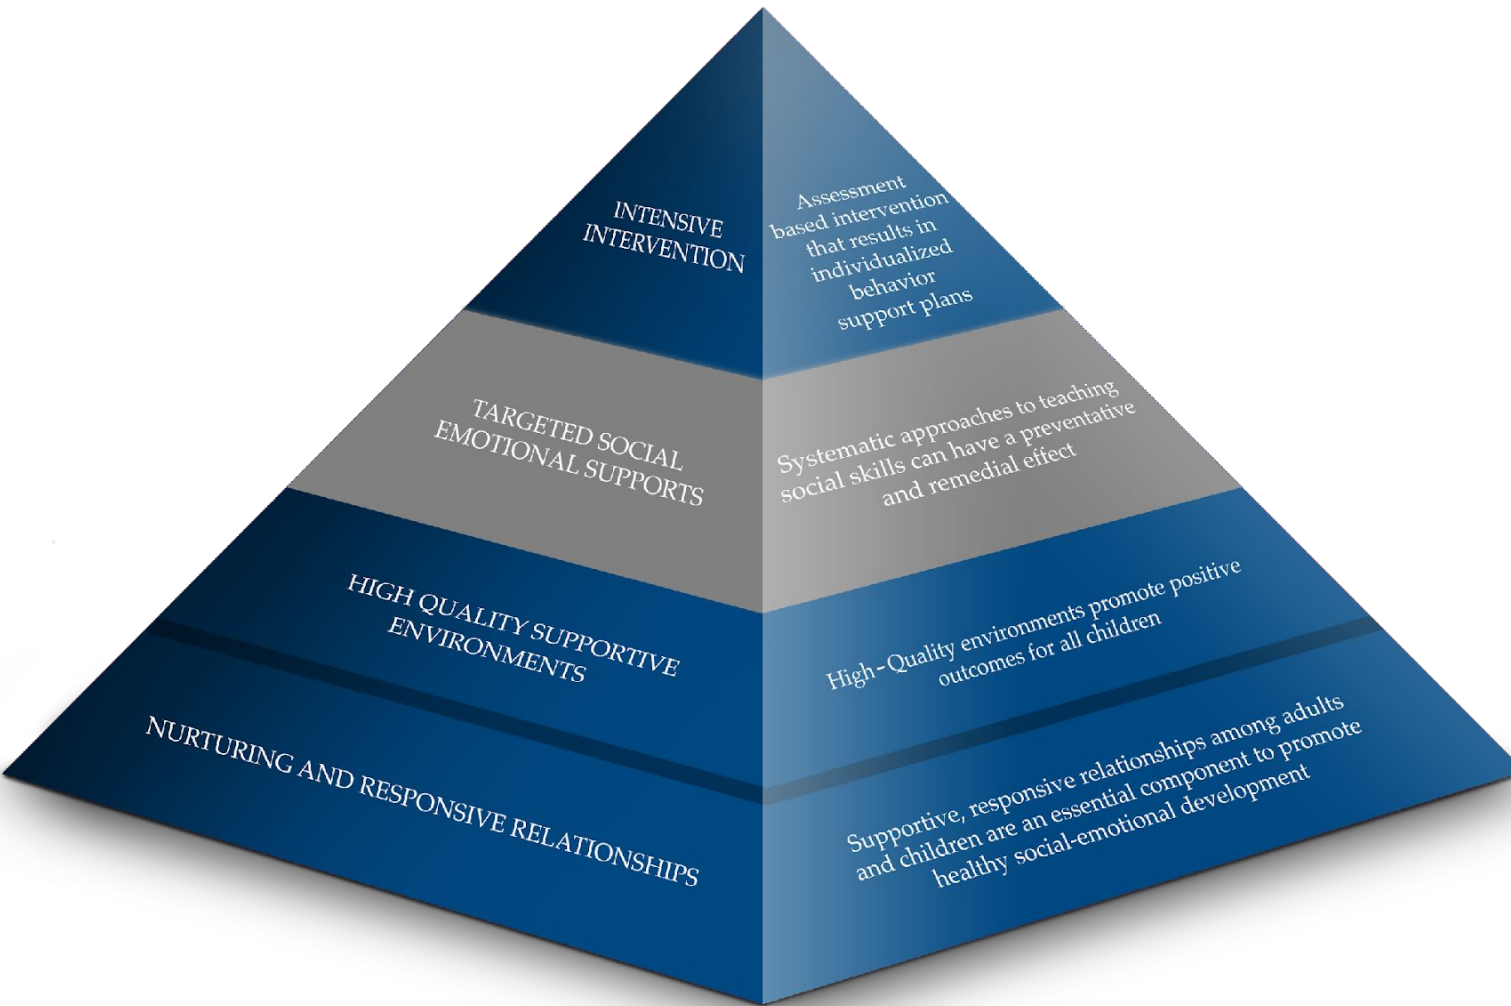 INTENSIVE
INTERVENTION
Assessment
based intervention
that results in
individualized
behavior
support plans
TARGETED SOCIAL
EMOTIONAL SUPPORTS
Systematic approaches to teaching
social skills can have a preventative
and remedial effect
HIGH QUALITY SUPPORTIVE
ENVIRONMENTS
High-Quality environments promote positive
outcomes for all children
NURTURING AND RESPONSIVE RELATIONSHIPS
Supportive, responsive relationships among adults
and children are an essential component to promote
healthy social-emotional development